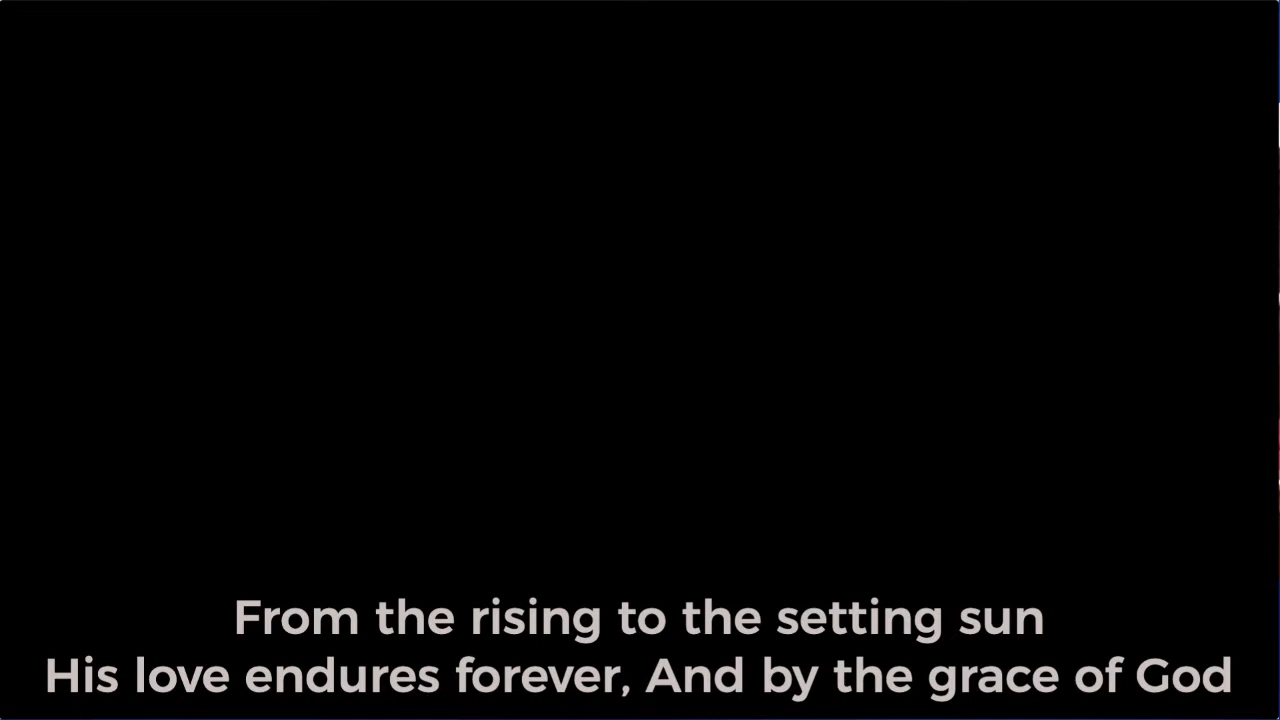 From the rising to the setting sun
His love endures forever, And by the grace of God